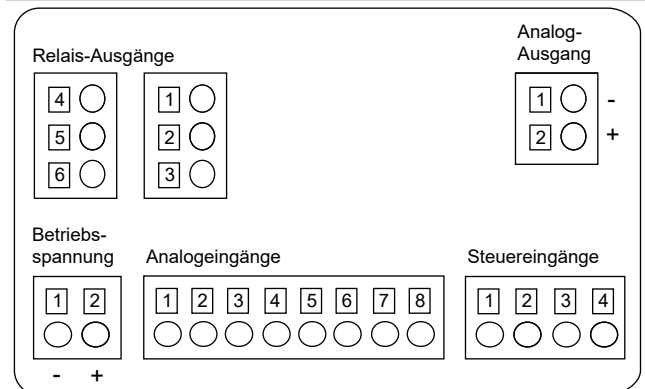 Relais-Ausgänge
4
5
6
1
2
3
Analog-
Ausgang
1 -
2 +
Betriebs-
spannung
1 2
- +
Analogeingänge
1 2 3 4 5 6 7 8
Steuereingänge
1 2 3 4